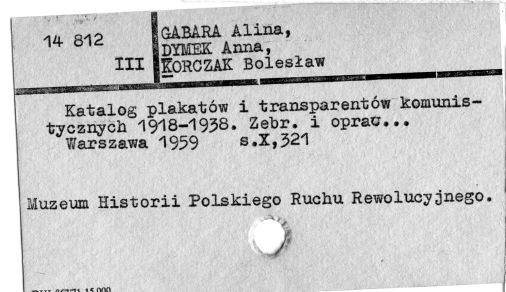 14 812
III
GABARA Alina,
DYMEK Anna,
KORCZAK Bolesław
Katalog plakatów i transparentów komunis-
tycznych 1918-1938. Zebr. i oprac...
Warszawa 1959 s.X,321
Muzeum Historii Polskiego Ruchu Rewolucyjnego.